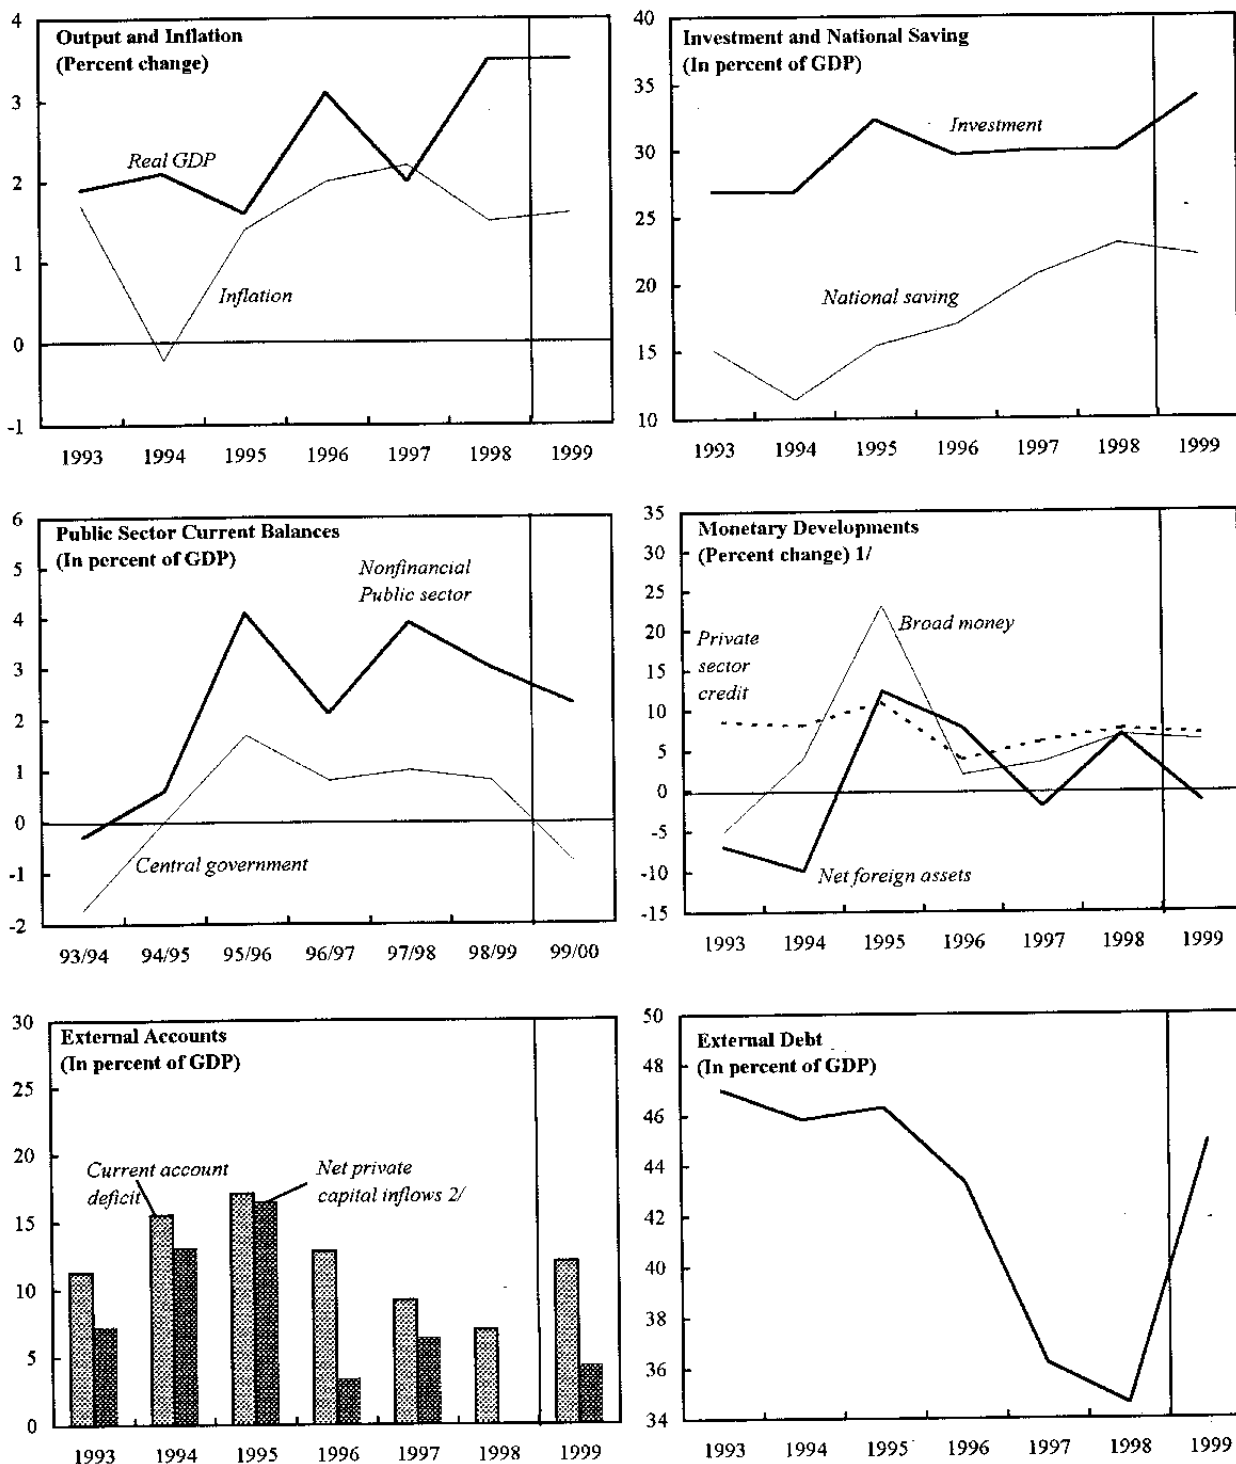 Output and Inflation
(Percent change)
4
3
2
1
0
-1
Real GDP
Inflation
1993 1994 1995 1996 1997 1998 1999
Investment and National Saving
(In percent of GDP)
40
35
30
25
20
15
10
Investment
National saving
1993 1994 1995 1996 1997 1998 1999
Public Sector Current Balances
(In percent of GDP)
6
5
4
3
2
1
0
-1
-2
Nonfinancial
Public sector
Central government
93/94 94/95 95/96 96/97 97/98 98/99 99/00
Monetary Developments
(Percent change) 1/
35
30
25
20
15
10
5
0
-5
-10
-15
Private
sector
credit
Broad money
Net foreign assets
1993 1994 1995 1996 1997 1998 1999
External Accounts
(In percent of GDP)
30
25
20
15
10
5
0
Current account
deficit
Net private
capital inflows 2/
1993 1994 1995 1996 1997 1998 1999
External Debt
(In percent of GDP)
50
48
46
44
42
40
38
36
34
1993 1994 1995 1996 1997 1998 1999